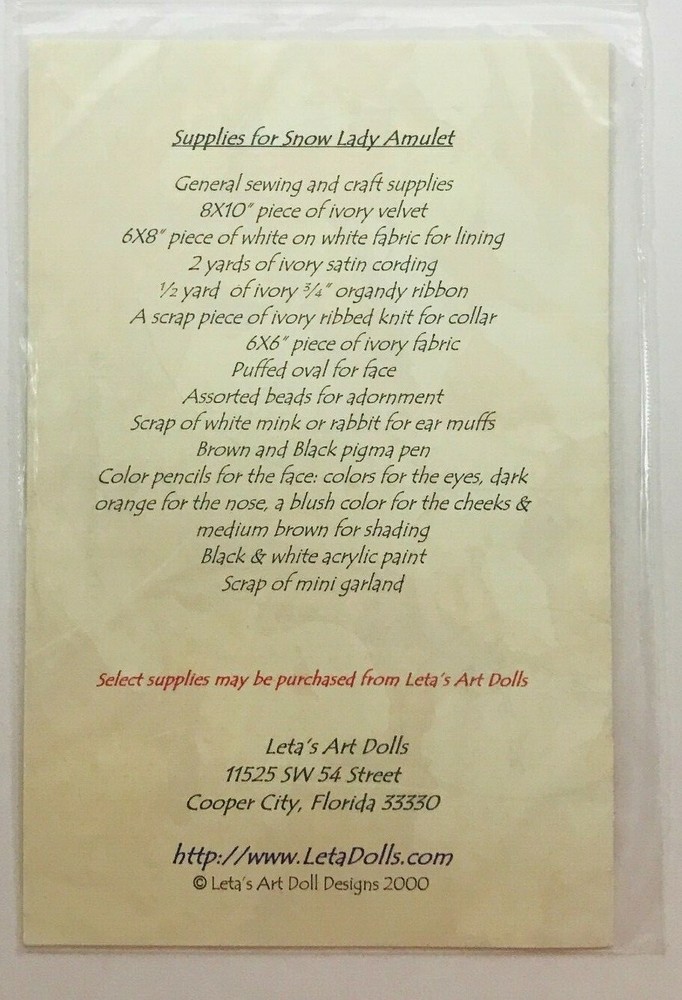 Supplies for Snow Lady Amulet
General sewing and craft supplies
8X10" piece of ivory velvet
6X8" piece of white on white fabric for lining
2 yards of ivory satin cording
½ yard of ivory ¾" organdy ribbon
A scrap piece of ivory ribbed knit for collar
6X6" piece of ivory fabric
Puffed oval for face
Assorted beads for adornment
Scrap of white mink or rabbit for ear muffs
Brown and Black pigma pen
Color pencils for the face: colors for the eyes, dark
orange for the nose, a blush color for the cheeks &
medium brown for shading
Black & white acrylic paint
Scrap of mini garland
Select supplies may be purchased from Leta's Art Dolls
Leta's Art Dolls
11525 SW 54 Street
Cooper City, Florida 33330
http://www.LetaDolls.com
© Leta's Art Doll Designs 2000